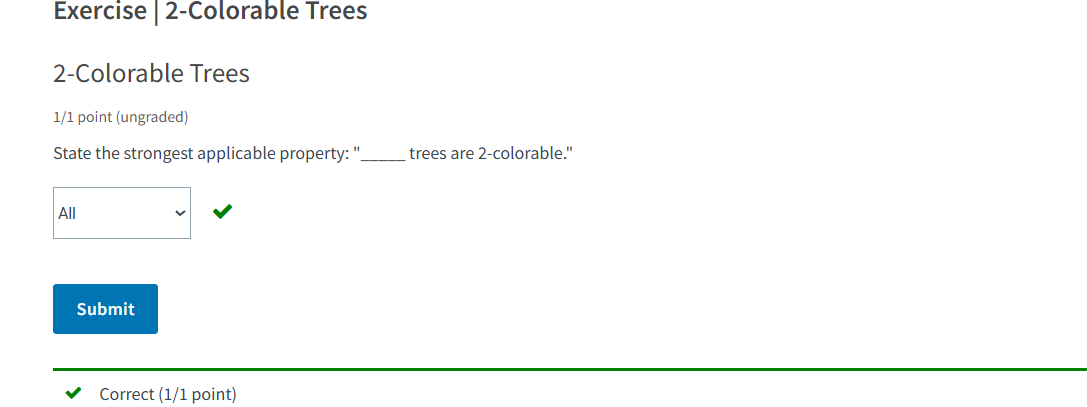 Exercise | 2-Colorable Trees
2-Colorable Trees
1/1 point (ungraded)
State the strongest applicable property: "_____ trees are 2-colorable."
All
Submit
Correct (1/1 point)